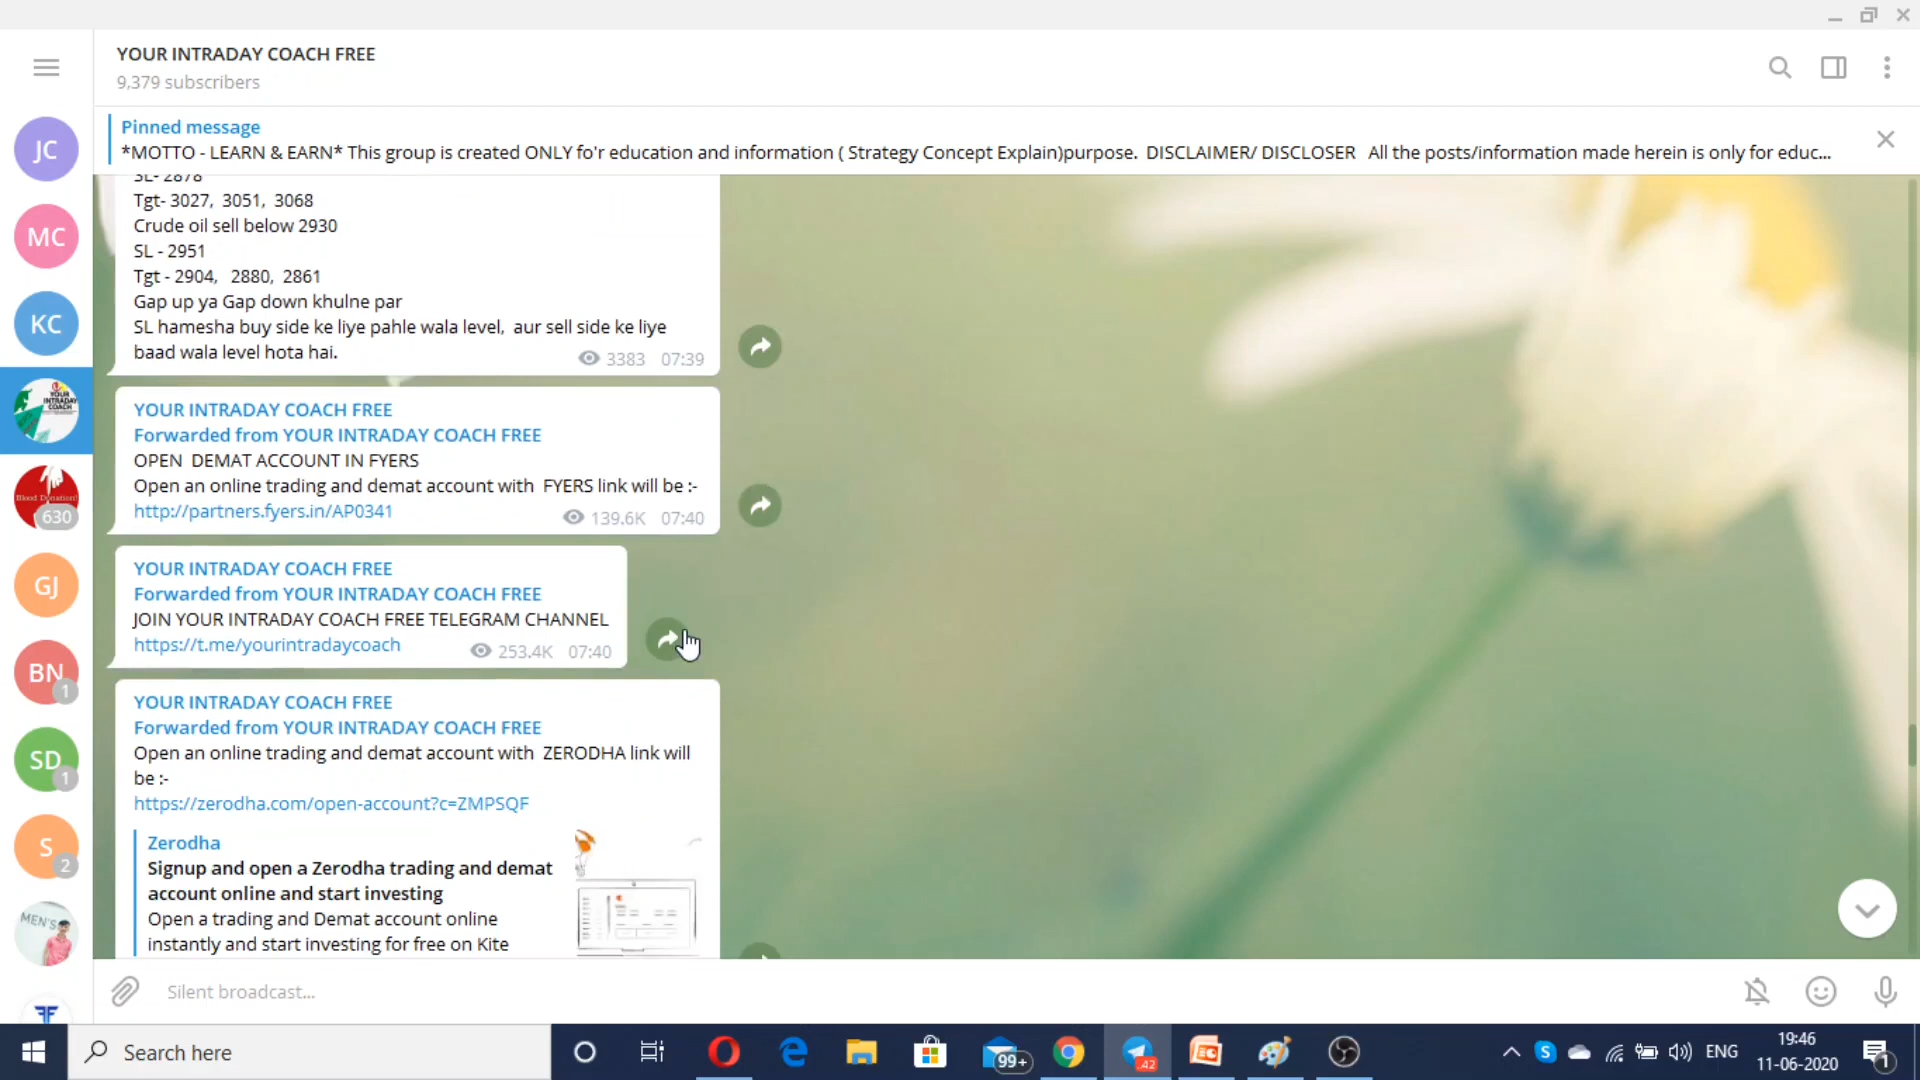 YOUR INTRADAY COACH FREE
9,379 subscribers
Pinned message
*MOTTO - LEARN & EARN* This group is created ONLY fo'r education and information ( Strategy Concept Explain)purpose. DISCLAIMER/ DISCLOSER All the posts/information made herein is only for educ...
SL- 2878
Tgt- 3027, 3051, 3068
Crude oil sell below 2930
SL - 2951
Tgt - 2904, 2880, 2861
Gap up ya Gap down khulne par
SL hamesha buy side ke liye pahle wala level, aur sell side ke liye
baad wala level hota hai.
3383 07:39
YOUR INTRADAY COACH FREE
Forwarded from YOUR INTRADAY COACH FREE
OPEN DEMAT ACCOUNT IN FYERS
Open an online trading and demat account with FYERS link will be :-
http://partners.fyers.in/AP0341
139.6K 07:40
YOUR INTRADAY COACH FREE
Forwarded from YOUR INTRADAY COACH FREE
JOIN YOUR INTRADAY COACH FREE TELEGRAM CHANNEL
https://t.me/yourintradaycoach
253.4K 07:40
YOUR INTRADAY COACH FREE
Forwarded from YOUR INTRADAY COACH FREE
Open an online trading and demat account with ZERODHA link will
be :-
https://zerodha.com/open-account?c=ZMPSQF
Zerodha
Signup and open a Zerodha trading and demat
account online and start investing
Open a trading and Demat account online
instantly and start investing for free on Kite
JC
MC
KC
YOUR
INTRADAY
COACH
Blood Donation!
630
GJ
BN
1
SD
1
S
2
MEN'S
Silent broadcast...
Search here
99+
42
ENG
19:46
11-06-2020
1